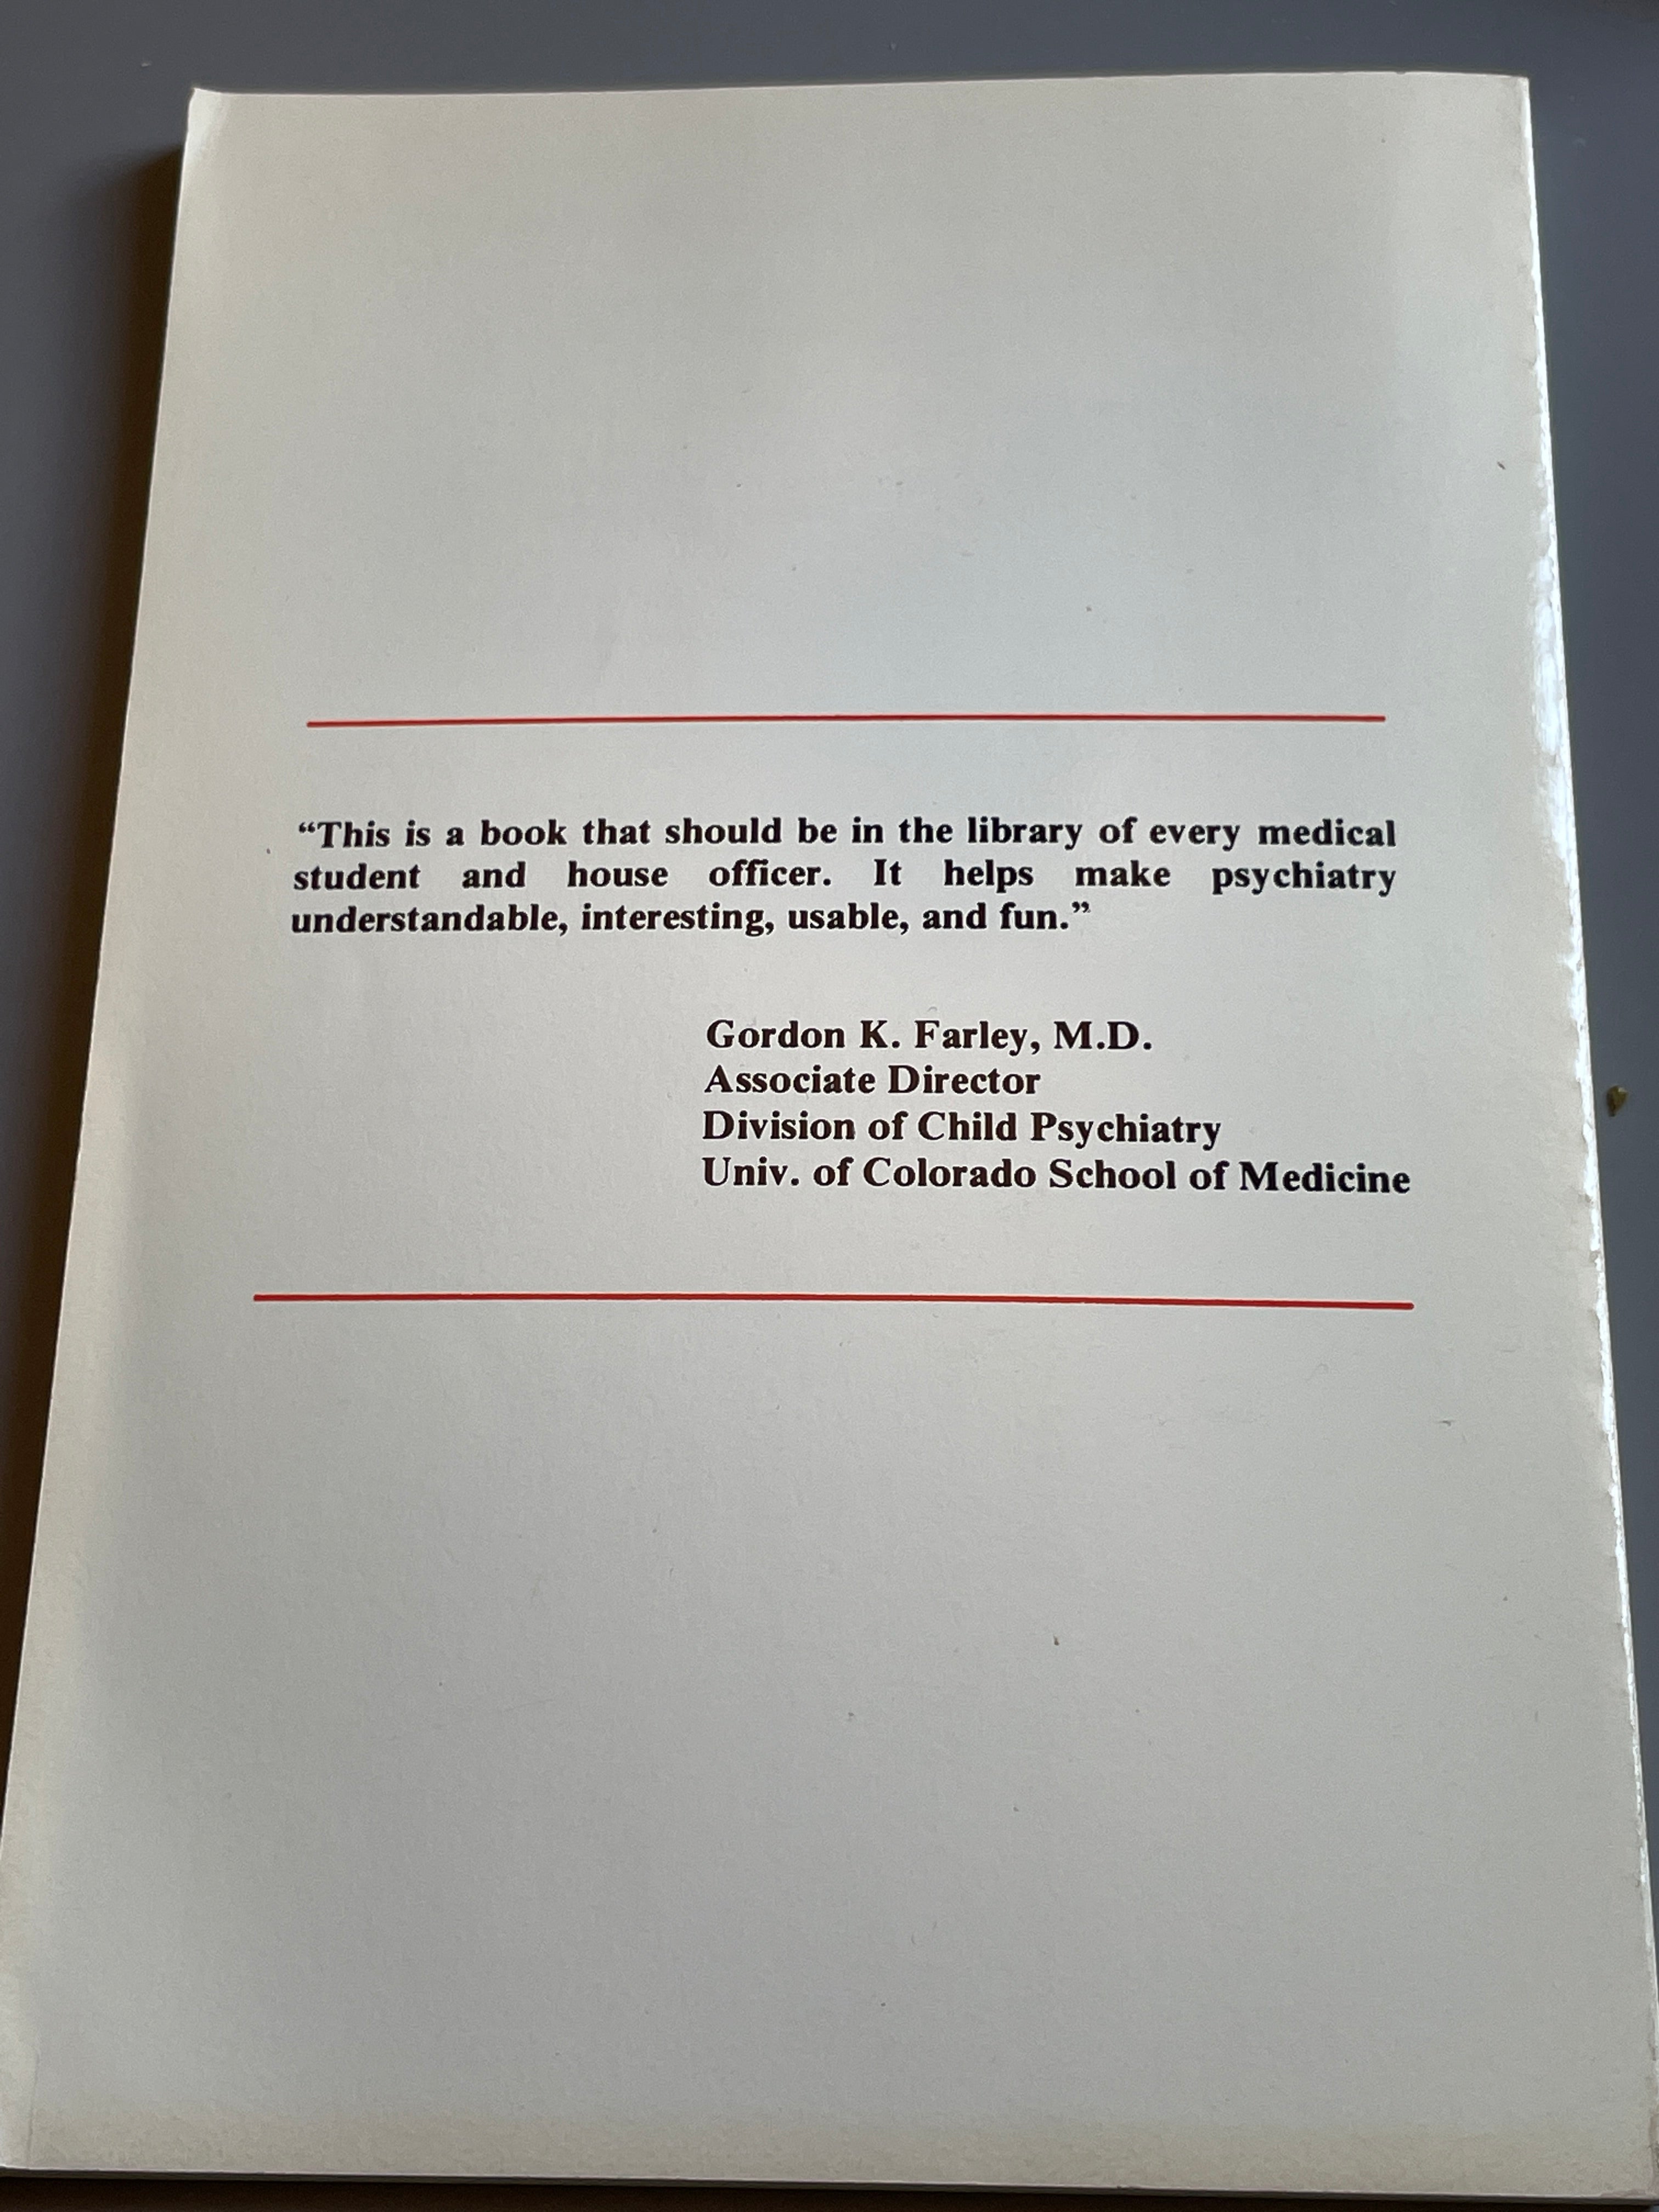 “This is a book that should be in the library of every medical
student and house officer. It helps make psychiatry
understandable, interesting, usable, and fun.”
Gordon K. Farley, M.D.
Associate Director
Division of Child Psychiatry
Univ. of Colorado School of Medicine